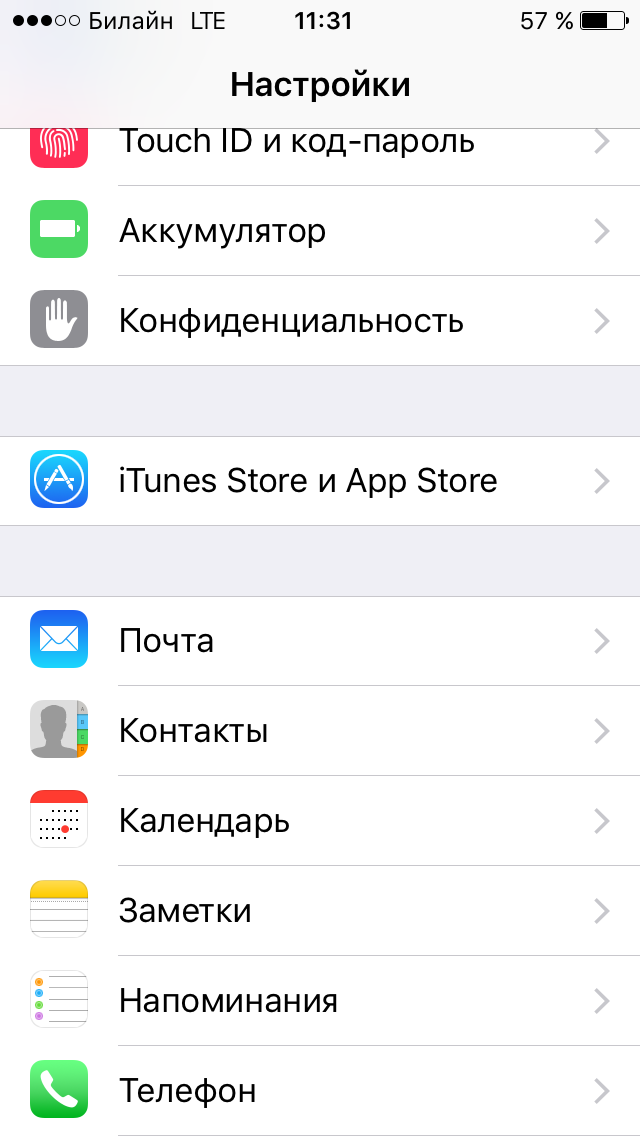 Билайн LTE 11:31 57 %
Настройки
Touch ID и код-пароль
Аккумулятор
Конфиденциальность
iTunes Store и App Store
Почта
Контакты
Календарь
Заметки
Напоминания
Телефон